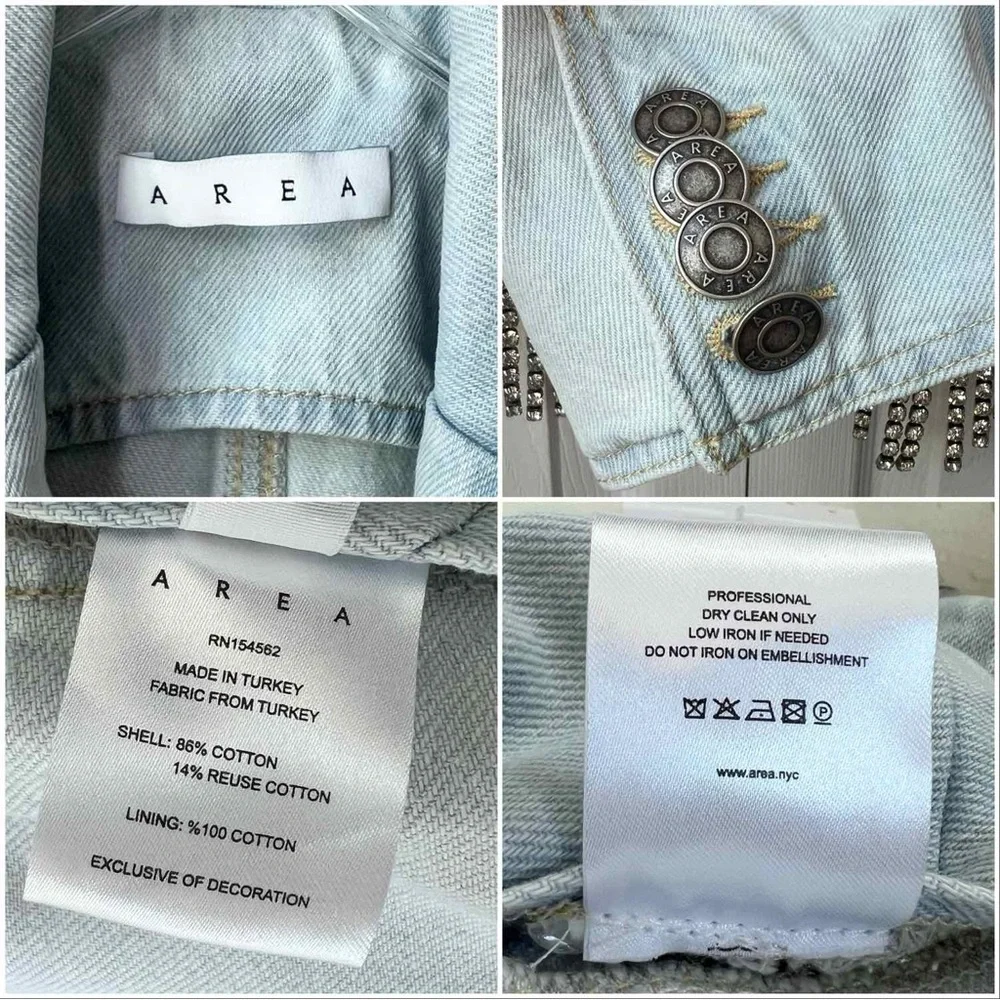 A R E A
AREA
AREA AREA
AREA AREA
AREA AREA
A R E A
RN154562
MADE IN TURKEY
FABRIC FROM TURKEY
SHELL: 86% COTTON
14% REUSE COTTON
LINING: %100 COTTON
EXCLUSIVE OF DECORATION
PROFESSIONAL
DRY CLEAN ONLY
LOW IRON IF NEEDED
DO NOT IRON ON EMBELLISHMENT
P
www.area.nyc